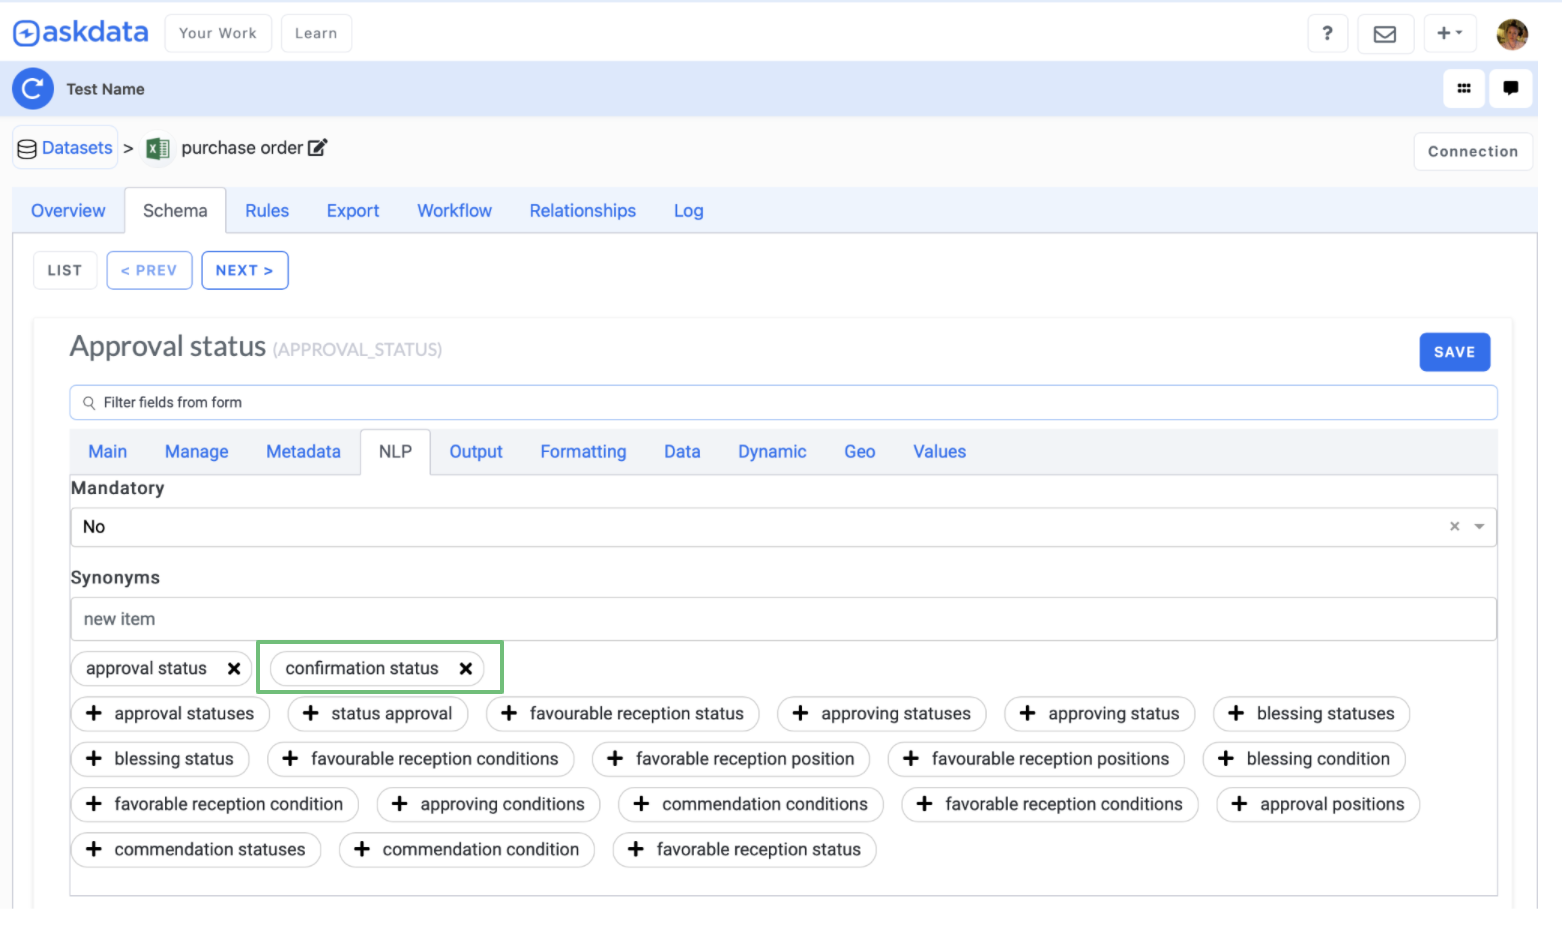 askdata Your Work Learn ?
Test Name
Datasets > purchase order Connection
Overview Schema Rules Export Workflow Relationships Log
LIST < PREV NEXT >
Approval status (APPROVAL_STATUS) SAVE
Filter fields from form
Main Manage Metadata NLP Output Formatting Data Dynamic Geo Values
Mandatory
No
Synonyms
new item
approval status confirmation status
approval statuses status approval favourable reception status approving statuses approving status blessing statuses
blessing status favourable reception conditions favorable reception position favourable reception positions blessing condition
favorable reception condition approving conditions commendation conditions favorable reception conditions approval positions
commendation statuses commendation condition favorable reception status